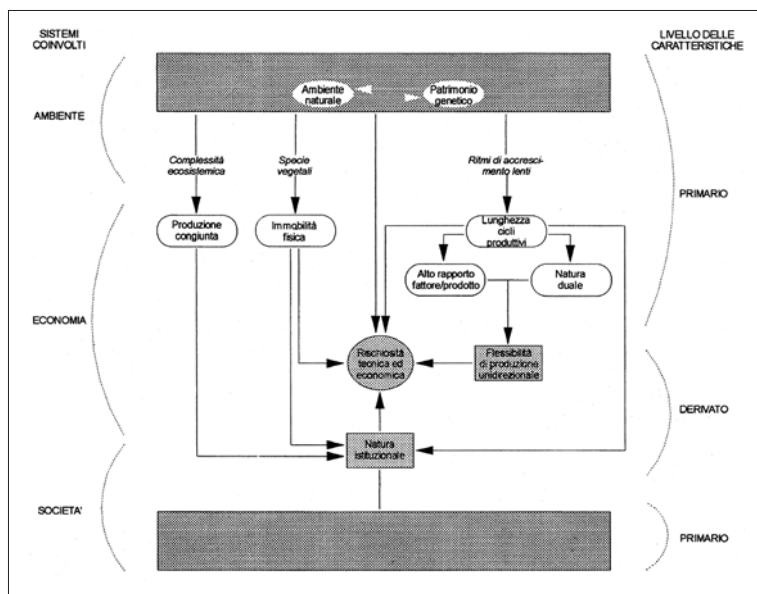 SISTEMI
COINVOLTI
LIVELLO DELLE
CARATTERISTICHE
Ambiente
naturale
Patrimonio
genetico
AMBIENTE
Complessità
ecosistemica
Specie
vegetali
Ritmi di accresci-
mento lenti
PRIMARIO
Produzione
congiunta
Immobilità
fisica
Lunghezza
cicli
produttivi
Alto rapporto
fattore/prodotto
Natura
duale
ECONOMIA
Rischiosità
tecnica ed
economica
Flessibilità
di produzione
unidirezionale
DERIVATO
Natura
istituzionale
SOCIETA'
PRIMARIO